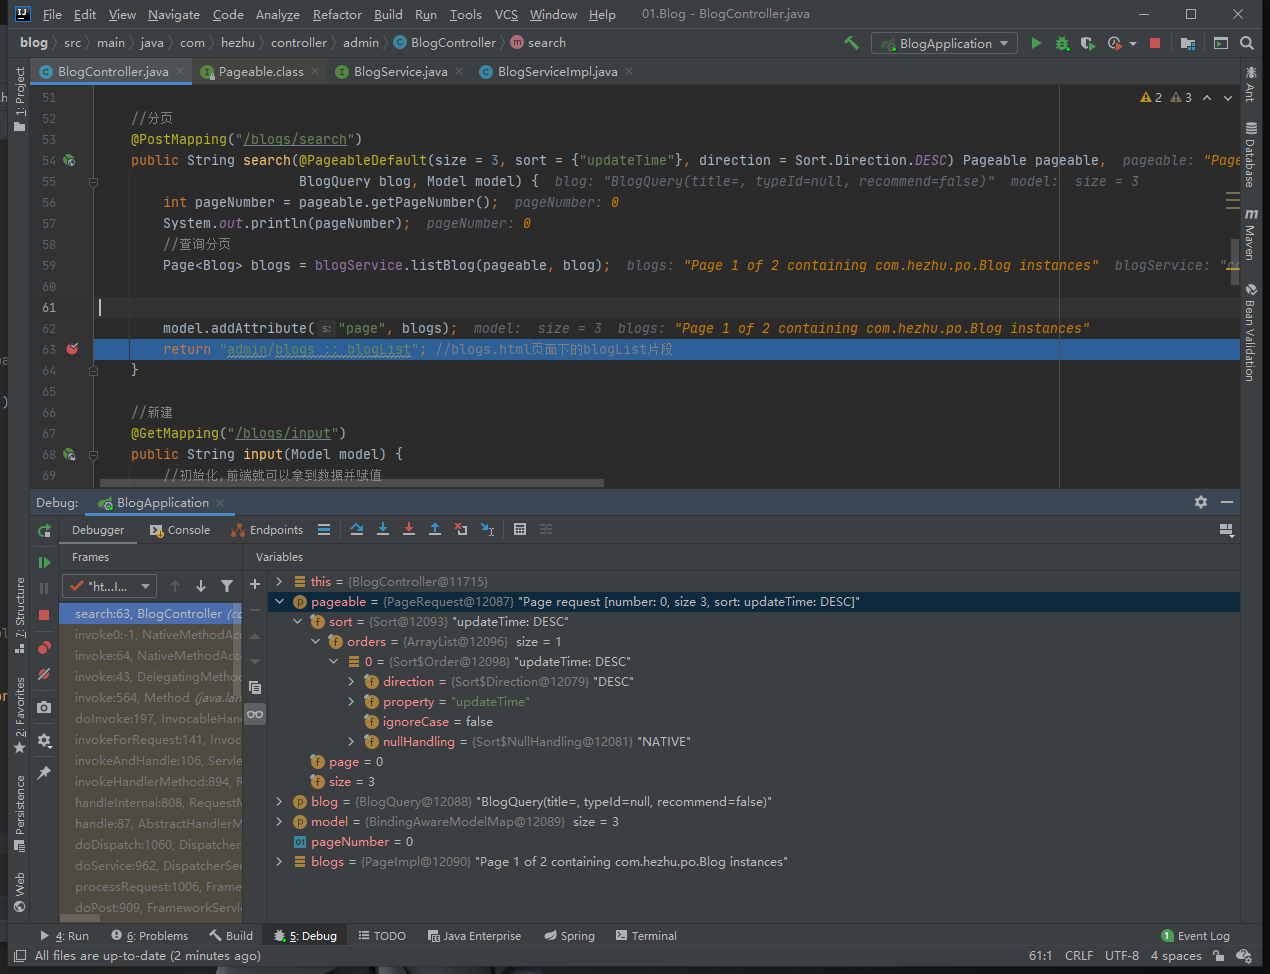 File Edit View Navigate Code Analyze Refactor Build Run Tools VCS Window Help 01.Blog - BlogController.java
blog src main java com hezhu controller admin BlogController search BlogApplication
BlogController.java Pageable.class BlogService.java BlogServiceImpl.java
1: Project
Ant
Database
Maven
Bean Validation
2 3
51
52 //分页
53 @PostMapping("/blogs/search")
54 public String search(@PageableDefault(size = 3, sort = {"updateTime"}, direction = Sort.Direction.DESC) Pageable pageable, pageable: "Page
55 BlogQuery blog, Model model) { blog: "BlogQuery(title=, typeId=null, recommend=false)" model: size = 3
56 int pageNumber = pageable.getPageNumber(); pageNumber: 0
57 System.out.println(pageNumber); pageNumber: 0
58 //查询分页
59 Page<Blog> blogs = blogService.listBlog(pageable, blog); blogs: "Page 1 of 2 containing com.hezhu.po.Blog instances" blogService: "co
60
61
62 model.addAttribute( s: "page", blogs); model: size = 3 blogs: "Page 1 of 2 containing com.hezhu.po.Blog instances"
63 return "admin/blogs :: blogList"; //blogs.html页面下的blogList片段
64 }
65
66 //新建
67 @GetMapping("/blogs/input")
68 public String input(Model model) {
69 //初始化,前端就可以拿到数据并赋值
Debug: BlogApplication
Debugger Console Endpoints
Frames Variables
"ht...I...
search:63, BlogController (co
invoke0:-1, NativeMethodAcc
invoke:64, NativeMethodAcce
invoke:43, DelegatingMethod
invoke:564, Method (java.lan
doInvoke:197, InvocableHan
invokeForRequest:141, Invoc
invokeAndHandle:106, Servle
invokeHandlerMethod:894, R
handleInternal:808, RequestM
handle:87, AbstractHandlerM
doDispatch:1060, Dispatcher
doService:962, DispatcherSer
processRequest:1006, Frame
doPost:909, FrameworkServle
this = {BlogController@11715}
pageable = {PageRequest@12087} "Page request [number: 0, size 3, sort: updateTime: DESC]"
sort = {Sort@12093} "updateTime: DESC"
orders = {ArrayList@12096} size = 1
0 = {Sort$Order@12098} "updateTime: DESC"
direction = {Sort$Direction@12079} "DESC"
property = "updateTime"
ignoreCase = false
nullHandling = {Sort$NullHandling@12081} "NATIVE"
page = 0
size = 3
blog = {BlogQuery@12088} "BlogQuery(title=, typeId=null, recommend=false)"
model = {BindingAwareModelMap@12089} size = 3
pageNumber = 0
blogs = {PageImpl@12090} "Page 1 of 2 containing com.hezhu.po.Blog instances"
7: Structure
2: Favorites
Persistence
Web
4: Run 6: Problems Build 5: Debug TODO Java Enterprise Spring Terminal 1 Event Log
All files are up-to-date (2 minutes ago) 61:1 CRLF UTF-8 4 spaces